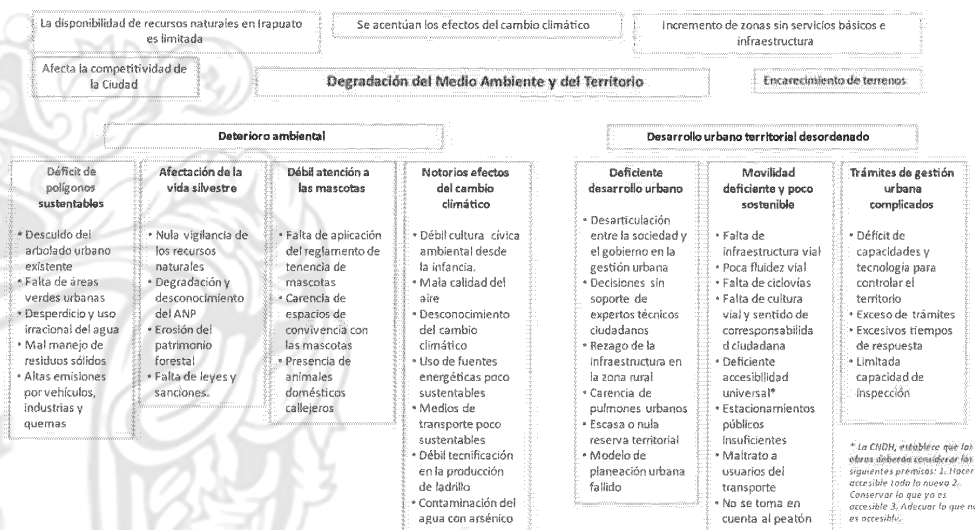 La disponibilidad de recursos naturales en Irapuato
es limitada
Se acentúan los efectos del cambio climático
Incremento de zonas sin servicios básicos e
infraestructura
Afecta la competitividad de
la Ciudad
Degradación del Medio Ambiente y del Territorio
Encarecimiento de terrenos
Deterioro ambiental
Desarrollo urbano territorial desordenado
Déficit de
polígonos
sustentables
* Descuido del
arbolado urbano
existente
• Falta de áreas
verdes urbanas
• Desperdicio y uso
irracional del agua
• Mal manejo de
residuos sólidos
• Altas emisiones
por vehículos,
industrias y
quemas
Afectación de la
vida silvestre
• Nula vigilancia de
los recursos
naturales
• Degradación y
desconocimiento
del ANP
• Erosión del
patrimonio
forestal
• Falta de leyes y
sanciones.
Débil atención a
las mascotas
• Falta de aplicación
del reglamento de
tenencia de
mascotas
• Carencia de
espacios de
convivencia con
las mascotas
• Presencia de
animales
domésticos
callejeros
Notorios efectos
del cambio
climático
• Débil cultura cívica
ambiental desde
la infancia.
• Mala calidad del
aire
• Desconocimiento
del cambio
climático
• Uso de fuentes
energéticas poco
sustentables
• Medios de
transporte poco
sustentables
• Débil tecnificación
en la producción
de ladrillo
• Contaminación del
agua con arsénico
Deficiente
desarrollo urbano
• Desarticulación
entre la sociedad y
el gobierno en la
gestión urbana
• Decisiones sin
soporte de
expertos técnicos
ciudadanos
• Rezago de la
infraestructura en
la zona rural
• Carencia de
pulmones urbanos
• Escasa o nula
reserva territorial
• Modelo de
planeación urbana
fallido
Movilidad
deficiente y poco
sostenible
• Falta de
infraestructura vial
• Poca fluidez vial
• Falta de ciclovías
• Falta de cultura
vial y sentido de
corresponsabilida
d ciudadana
• Deficiente
accesibilidad
universal*
• Estacionamientos
públicos
insuficientes
• Maltrato a
usuarios del
transporte
• No se toma en
cuenta al peatón
Trámites de gestión
urbana
complicados
• Déficit de
capacidades y
tecnología para
controlar el
territorio
• Exceso de trámites
• Excesivos tiempos
de respuesta
• Limitada
capacidad de
inspección
* La CNDH, establece que las
obras deberán considerar las
siguientes premisas: 1. Hacer
accesible todo lo nuevo 2.
Conservar lo que ya es
accesible 3. Adecuar lo que no
es accesible.